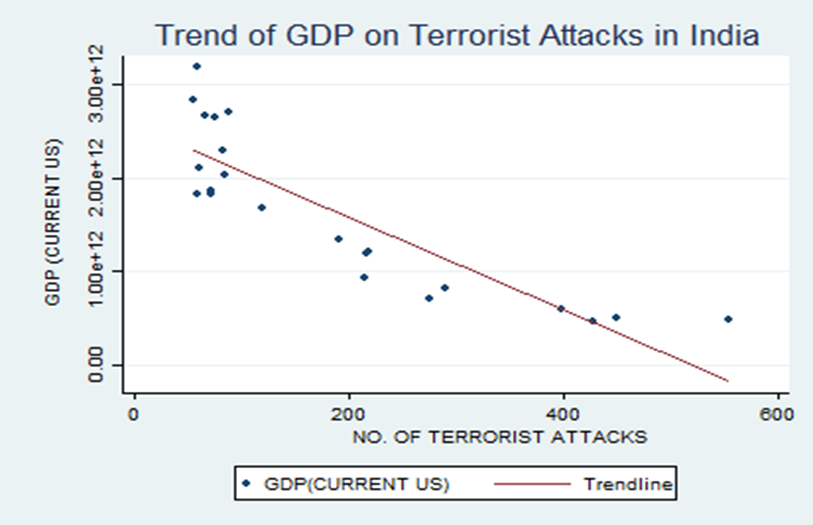 Trend of GDP on Terrorist Attacks in India
GDP (CURRENT US)
3.00e+12
2.00e+12
1.00e+12
0.00
0 200 400 600
NO. OF TERRORIST ATTACKS
GDP(CURRENT US) Trendline